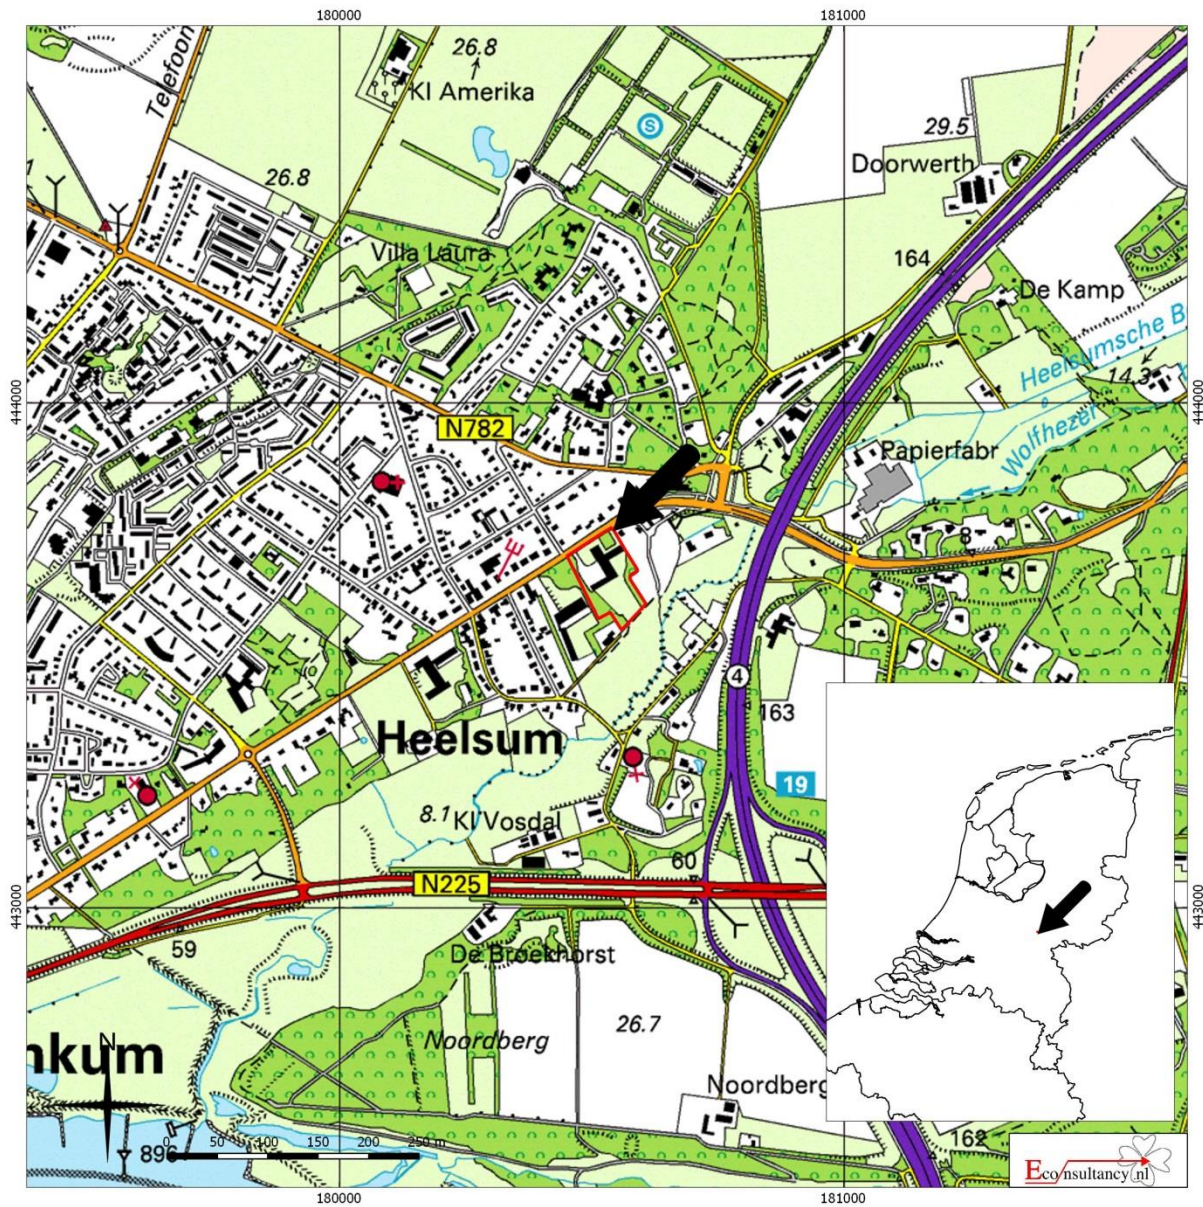 180000
181000
Telefoon
26.8
Kl Amerika
S
29.5
Doorwerth
26.8
Villa Laura
164
De Kamp
Heelsumsche B
14.3
444000
444000
N782
Papierfabr
Wolfhezer
8
4
163
Heelsum
19
8.1
Kl Vosdal
60
N225
443000
443000
59
De Broekhorst
26.7
Noordberg
nkum
N
Noordberg
0 50 100 150 200 250 m
896
162
Econsultancy.nl
180000
181000